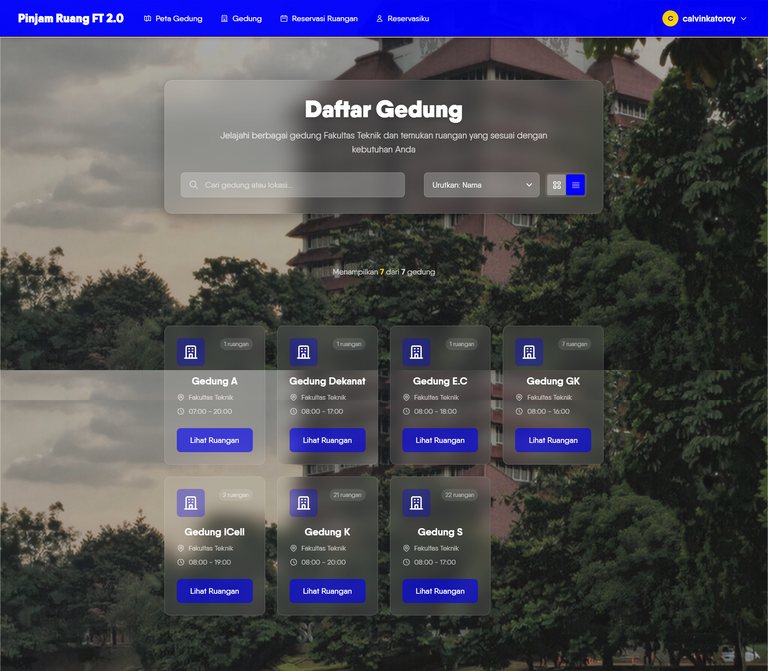 Pinjam Ruang FT 2.0
Peta Gedung
Gedung
Reservasi Ruangan
Reservasiku
C
calvinkatoroy
Daftar Gedung
Jelajahi berbagai gedung Fakultas Teknik dan temukan ruangan yang sesuai dengan
kebutuhan Anda
Cari gedung atau lokasi...
Urutkan: Nama
Menampilkan 7 dari 7 gedung
1 ruangan
Gedung A
Fakultas Teknik
07:00 - 20:00
Lihat Ruangan
1 ruangan
Gedung Dekanat
Fakultas Teknik
08:00 - 17:00
Lihat Ruangan
1 ruangan
Gedung E.C
Fakultas Teknik
08:00 - 18:00
Lihat Ruangan
7 ruangan
Gedung GK
Fakultas Teknik
08:00 - 16:00
Lihat Ruangan
ruangan
Gedung ICell
Fakultas Teknik
08:00 - 19:00
Lihat Ruangan
21 ruangan
Gedung K
Fakultas Teknik
08:00 - 20:00
Lihat Ruangan
22 ruangan
Gedung S
Fakultas Teknik
08:00 - 17:00
Lihat Ruangan